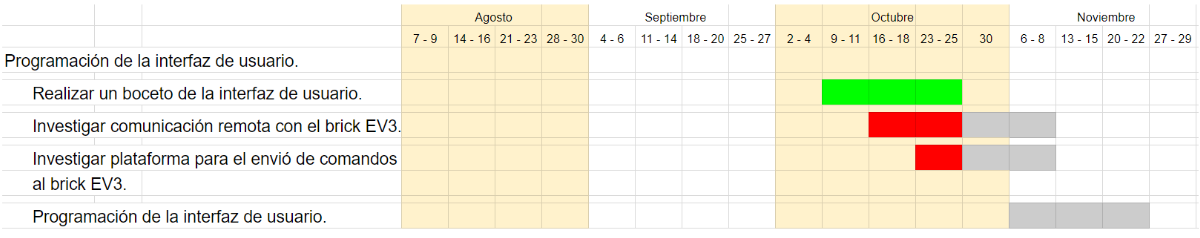 Agosto Septiembre Octubre Noviembre
7 - 9 14 - 16 21 - 23 28 - 30 4 - 6 11 - 14 18 - 20 25 - 27 2 - 4 9 - 11 16 - 18 23 - 25 30 6 - 8 13 - 15 20 - 22 27 - 29
Programación de la interfaz de usuario.
Realizar un boceto de la interfaz de usuario.
Investigar comunicación remota con el brick EV3.
Investigar plataforma para el envió de comandos
al brick EV3.
Programación de la interfaz de usuario.